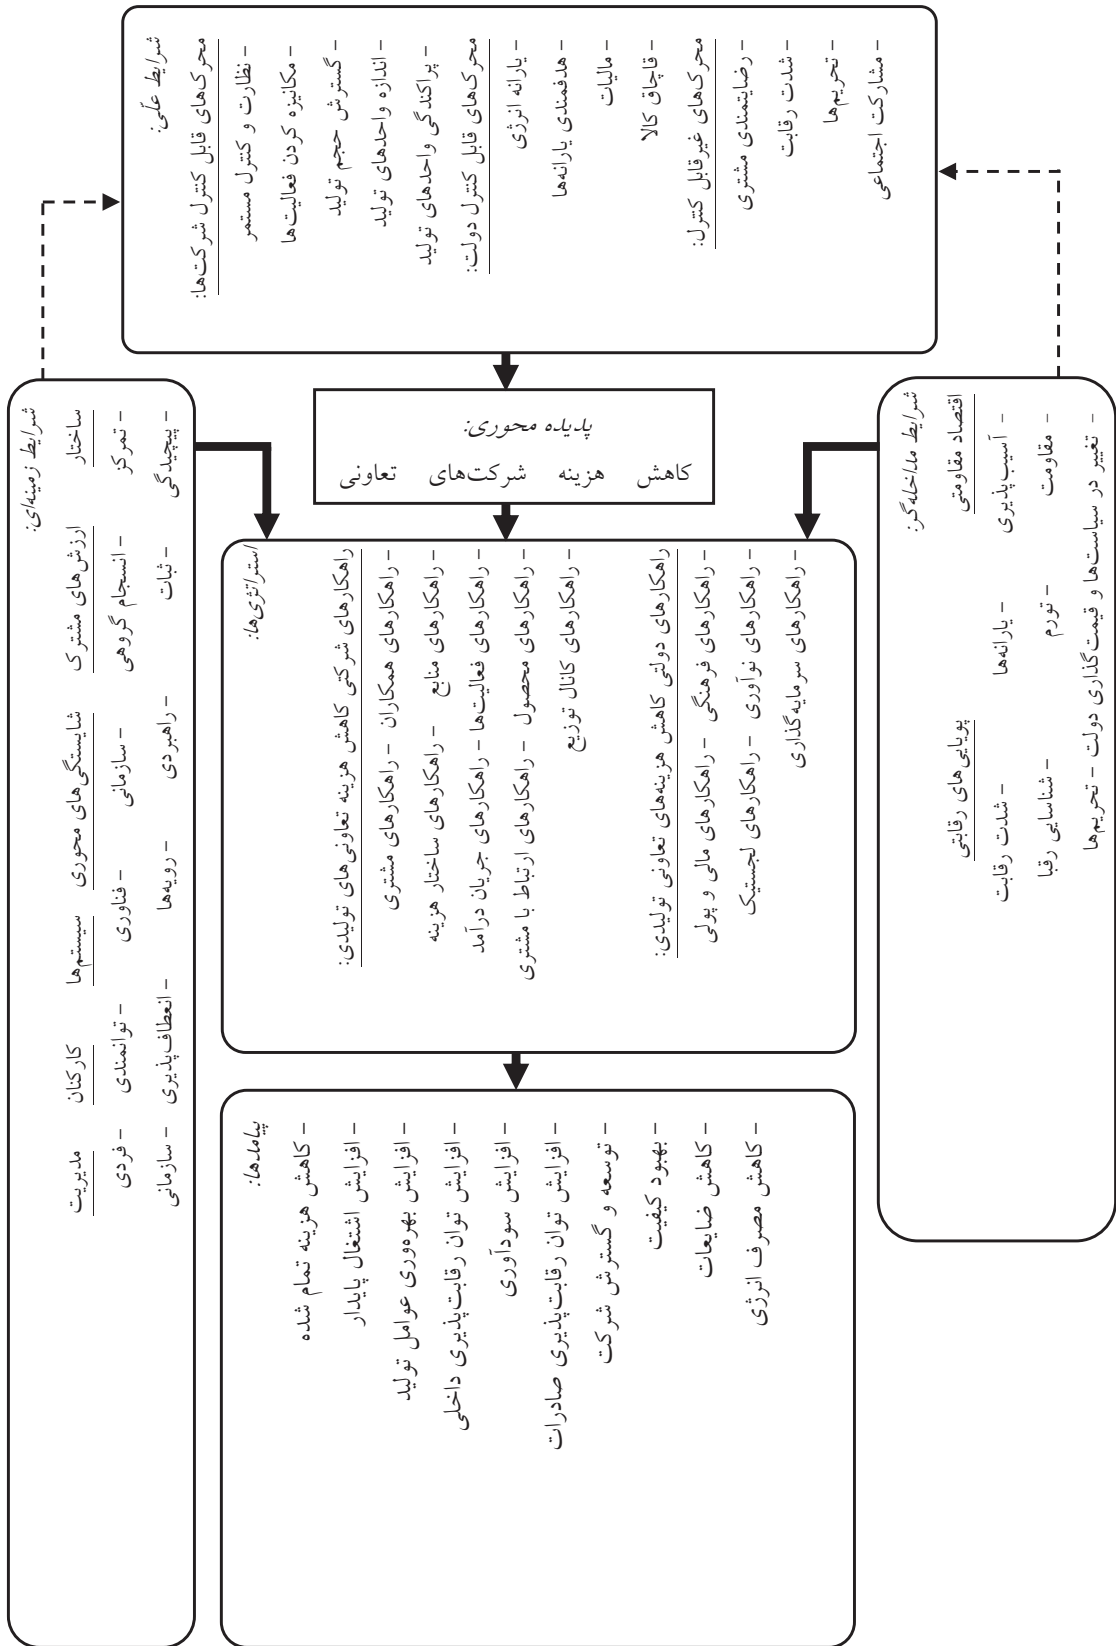 شرایط علّی:
محرک‌های قابل کنترل شرکت‌ها:
- نظارت و کنترل مستمر
- مکانیزه کردن فعالیت‌ها
- گسترش حجم تولید
- اندازه واحدهای تولید
- پراکندگی واحدهای تولید
محرک‌های قابل کنترل دولت:
- یارانه انرژی
- هدفمندی یارانه‌ها
- مالیات
- قاچاق کالا
محرک‌های غیرقابل کنترل:
- رضایتمندی مشتری
- شدت رقابت
- تحریم‌ها
- مشارکت اجتماعی
پدیده محوری:
کاهش هزینه شرکت‌های تعاونی
شرایط زمینه‌ای:
ساختار ارزش‌های مشترک شایستگی‌های محوری سیستم‌ها کارکنان مدیریت
- تمرکز - انسجام گروهی - سازمانی - فناوری - توانمندی - فردی
- پیچیدگی - ثبات - راهبردی - رویه‌ها - انعطاف‌پذیری - سازمانی
استراتژی‌ها:
راهکارهای شرکتی کاهش هزینه تعاونی‌های تولیدی:
- راهکارهای همکاران - راهکارهای مشتری
- راهکارهای منابع - راهکارهای ساختار هزینه
- راهکارهای فعالیت‌ها - راهکارهای جریان درآمد
- راهکارهای محصول - راهکارهای ارتباط با مشتری
- راهکارهای کانال توزیع
راهکارهای دولتی کاهش هزینه‌های تعاونی تولیدی:
- راهکارهای فرهنگی - راهکارهای مالی و پولی
- راهکارهای نوآوری - راهکارهای لجستیک
- راهکارهای سرمایه‌گذاری
شرایط مداخله‌گر:
اقتصاد مقاومتی پویایی‌های رقابتی
- آسیب‌پذیری - یارانه‌ها - شدت رقابت
- مقاومت - تورم - شناسایی رقبا
- تغییر در سیاست‌ها و قیمت‌گذاری دولت - تحریم‌ها
پیامدها:
- کاهش هزینه تمام شده
- افزایش اشتغال پایدار
- افزایش بهره‌وری عوامل تولید
- افزایش توان رقابت‌پذیری داخلی
- افزایش سودآوری
- افزایش توان رقابت‌پذیری صادرات
- توسعه و گسترش شرکت
- بهبود کیفیت
- کاهش ضایعات
- کاهش مصرف انرژی